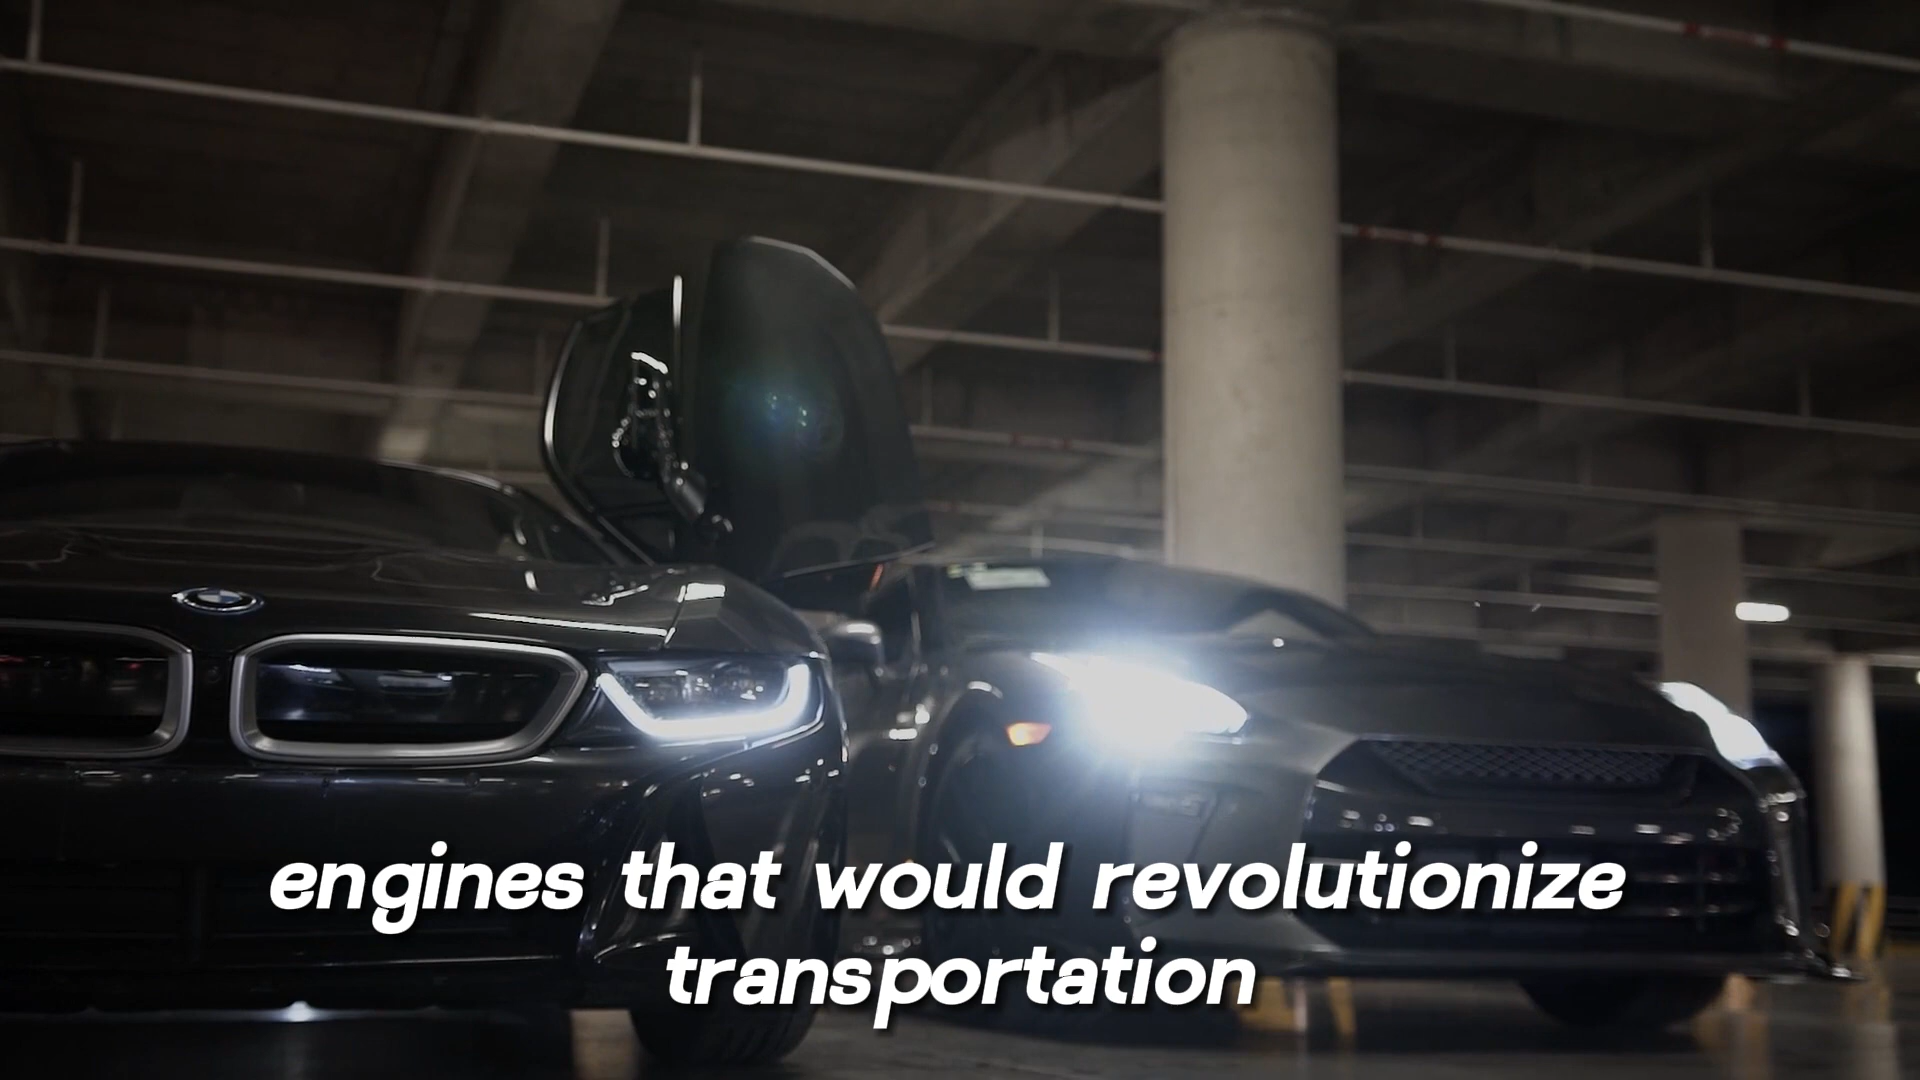 engines that would revolutionize
transportation